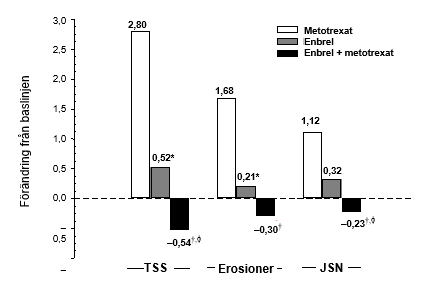 3,0
2,80
Metotrexat
Enbrel
Enbrel + metotrexat
2,5
2,0
1,68
1,5
1,12
1,0
0,52*
0,5
0,21*
0,32
0,0
–
0,5
–0,54†,ϕ
–0,30†
–0,23†,ϕ
–
TSS
Erosioner
JSN
Förändring från baslinjen